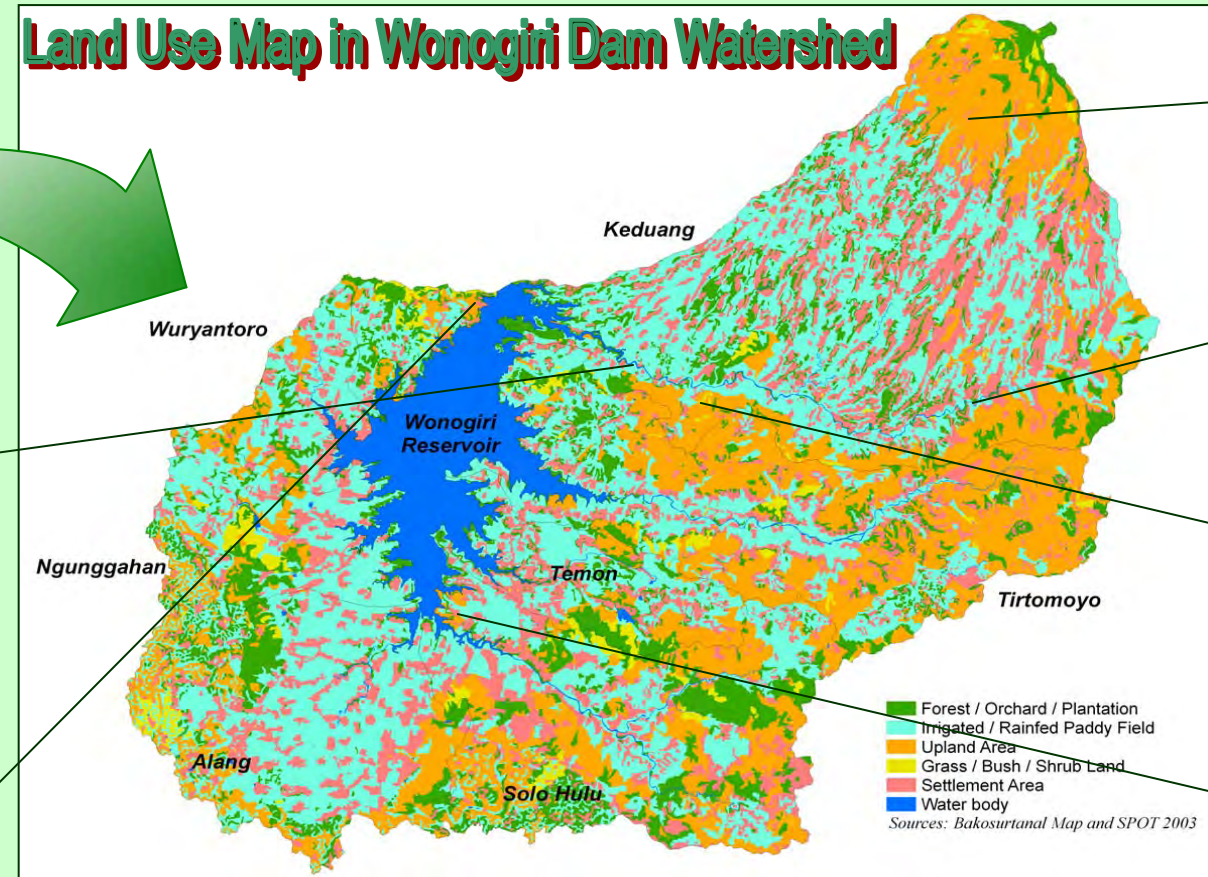 Land Use Map in Wonogiri Dam Watershed
Keduang
Wuryantoro
Wonogiri
Reservoir
Ngunggahan
Temon
Tirtomoyo
Alang
Solo Hulu
Forest / Orchard / Plantation
Irrigated / Rainfed Paddy Field
Upland Area
Grass / Bush / Shrub Land
Settlement Area
Water body
Sources: Bakosurtanal Map and SPOT 2003